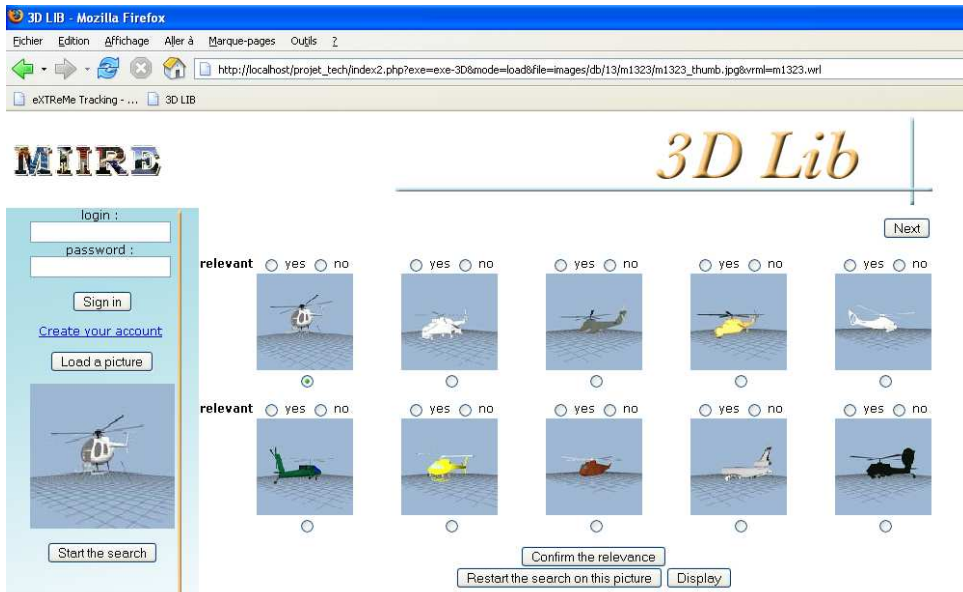 3D LIB - Mozilla Firefox
Fichier Edition Affichage Aller à Marque-pages Outils ?
http://localhost/projet_tech/index2.php?exe=exe-3D&mode=load&file=images/db/13/m1323/m1323_thumb.jpg&vrml=m1323.wrl
eXTReMe Tracking - ... 3D LIB
MIIRE
3D Lib
login :
password :
Sign in
Create your account
Load a picture
Start the search
Next
relevant yes no yes no yes no yes no yes no
relevant yes no yes no yes no yes no yes no
Confirm the relevance
Restart the search on this picture Display